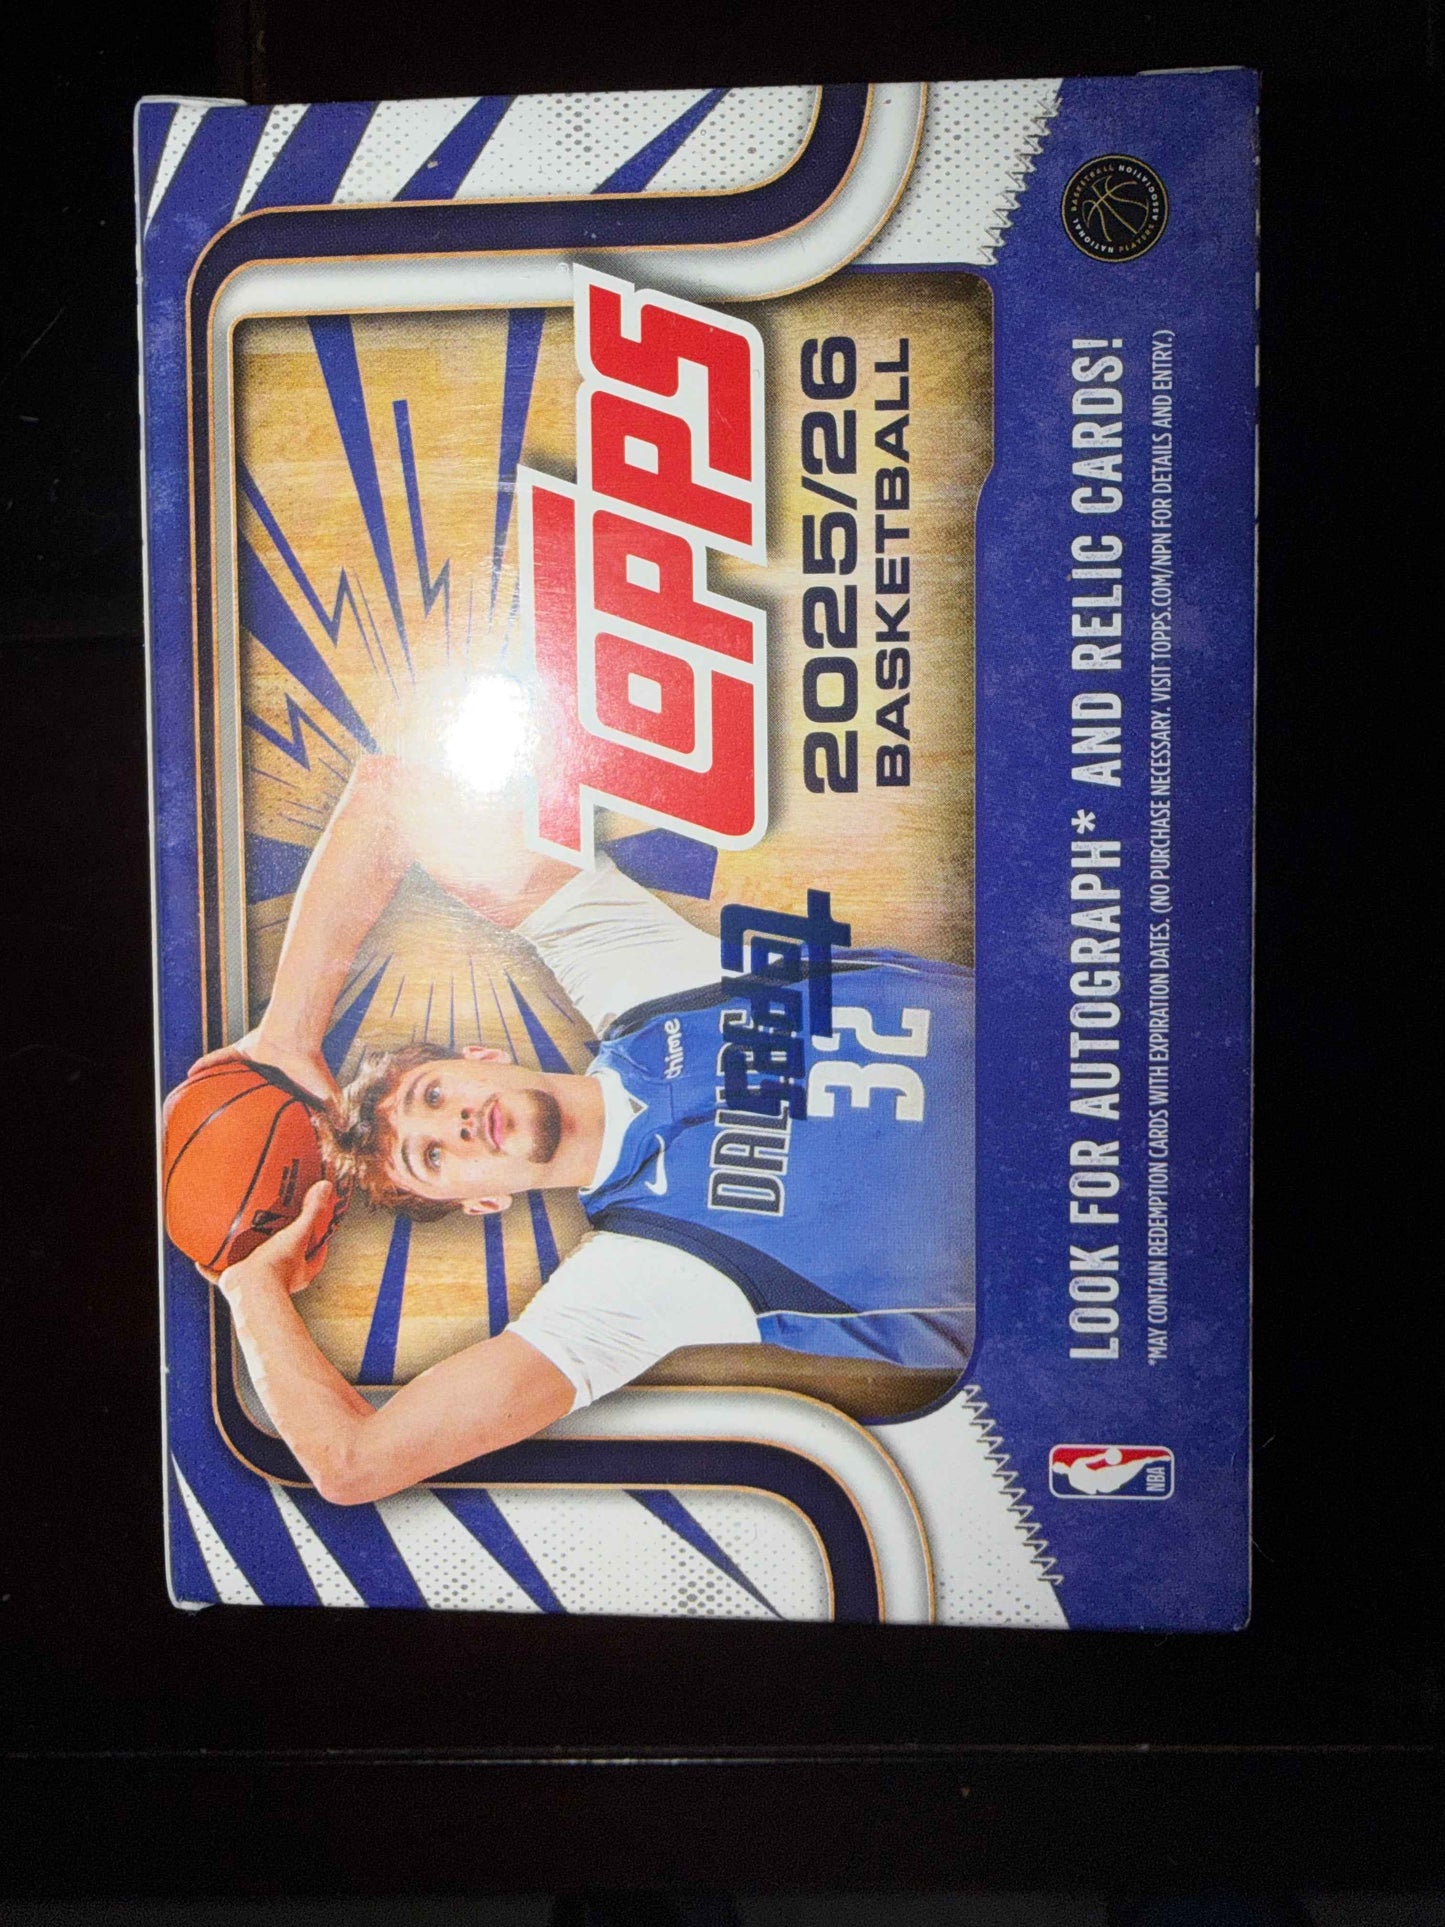 TOPPS
2025/26
BASKETBALL
chime
DALLAS
32
LOOK FOR AUTOGRAPH* AND RELIC CARDS!
*MAY CONTAIN REDEMPTION CARDS WITH EXPIRATION DATES. (NO PURCHASE NECESSARY. VISIT TOPPS.COM/NPN FOR DETAILS AND ENTRY.)
NBA
NATIONAL BASKETBALL PLAYERS ASSOCIATION